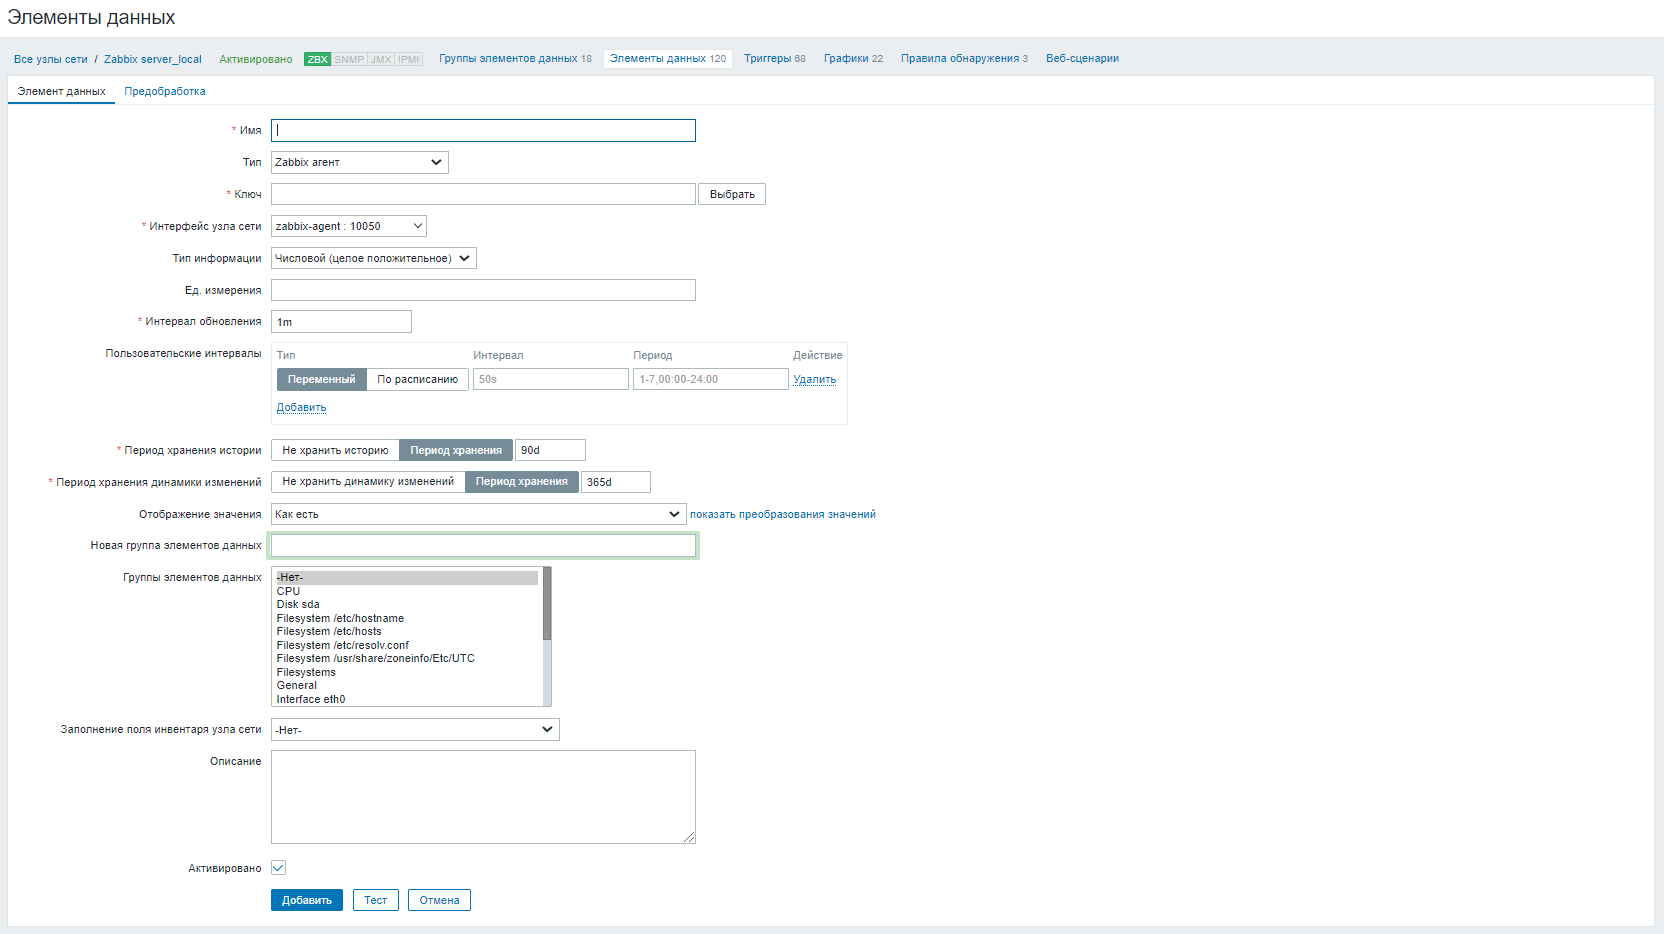 Элементы данных
Все узлы сети / Zabbix server_local Активировано ZBX SNMP JMX IPMI Группы элементов данных 18 Элементы данных 120 Триггеры 68 Графики 22 Правила обнаружения 3 Веб-сценарии
Элемент данных Предобработка
* Имя
Тип Zabbix агент
* Ключ Выбрать
* Интерфейс узла сети zabbix-agent : 10050
Тип информации Числовой (целое положительное)
Ед. измерения
* Интервал обновления 1m
Пользовательские интервалы Тип Интервал Период Действие
Переменный По расписанию 50s 1-7,00:00-24:00 Удалить
Добавить
* Период хранения истории Не хранить историю Период хранения 90d
* Период хранения динамики изменений Не хранить динамику изменений Период хранения 365d
Отображение значения Как есть показать преобразования значений
Новая группа элементов данных
Группы элементов данных -Нет-
CPU
Disk sda
Filesystem /etc/hostname
Filesystem /etc/hosts
Filesystem /etc/resolv.conf
Filesystem /usr/share/zoneinfo/Etc/UTC
Filesystems
General
Interface eth0
Заполнение поля инвентаря узла сети -Нет-
Описание
Активировано
Добавить Тест Отмена